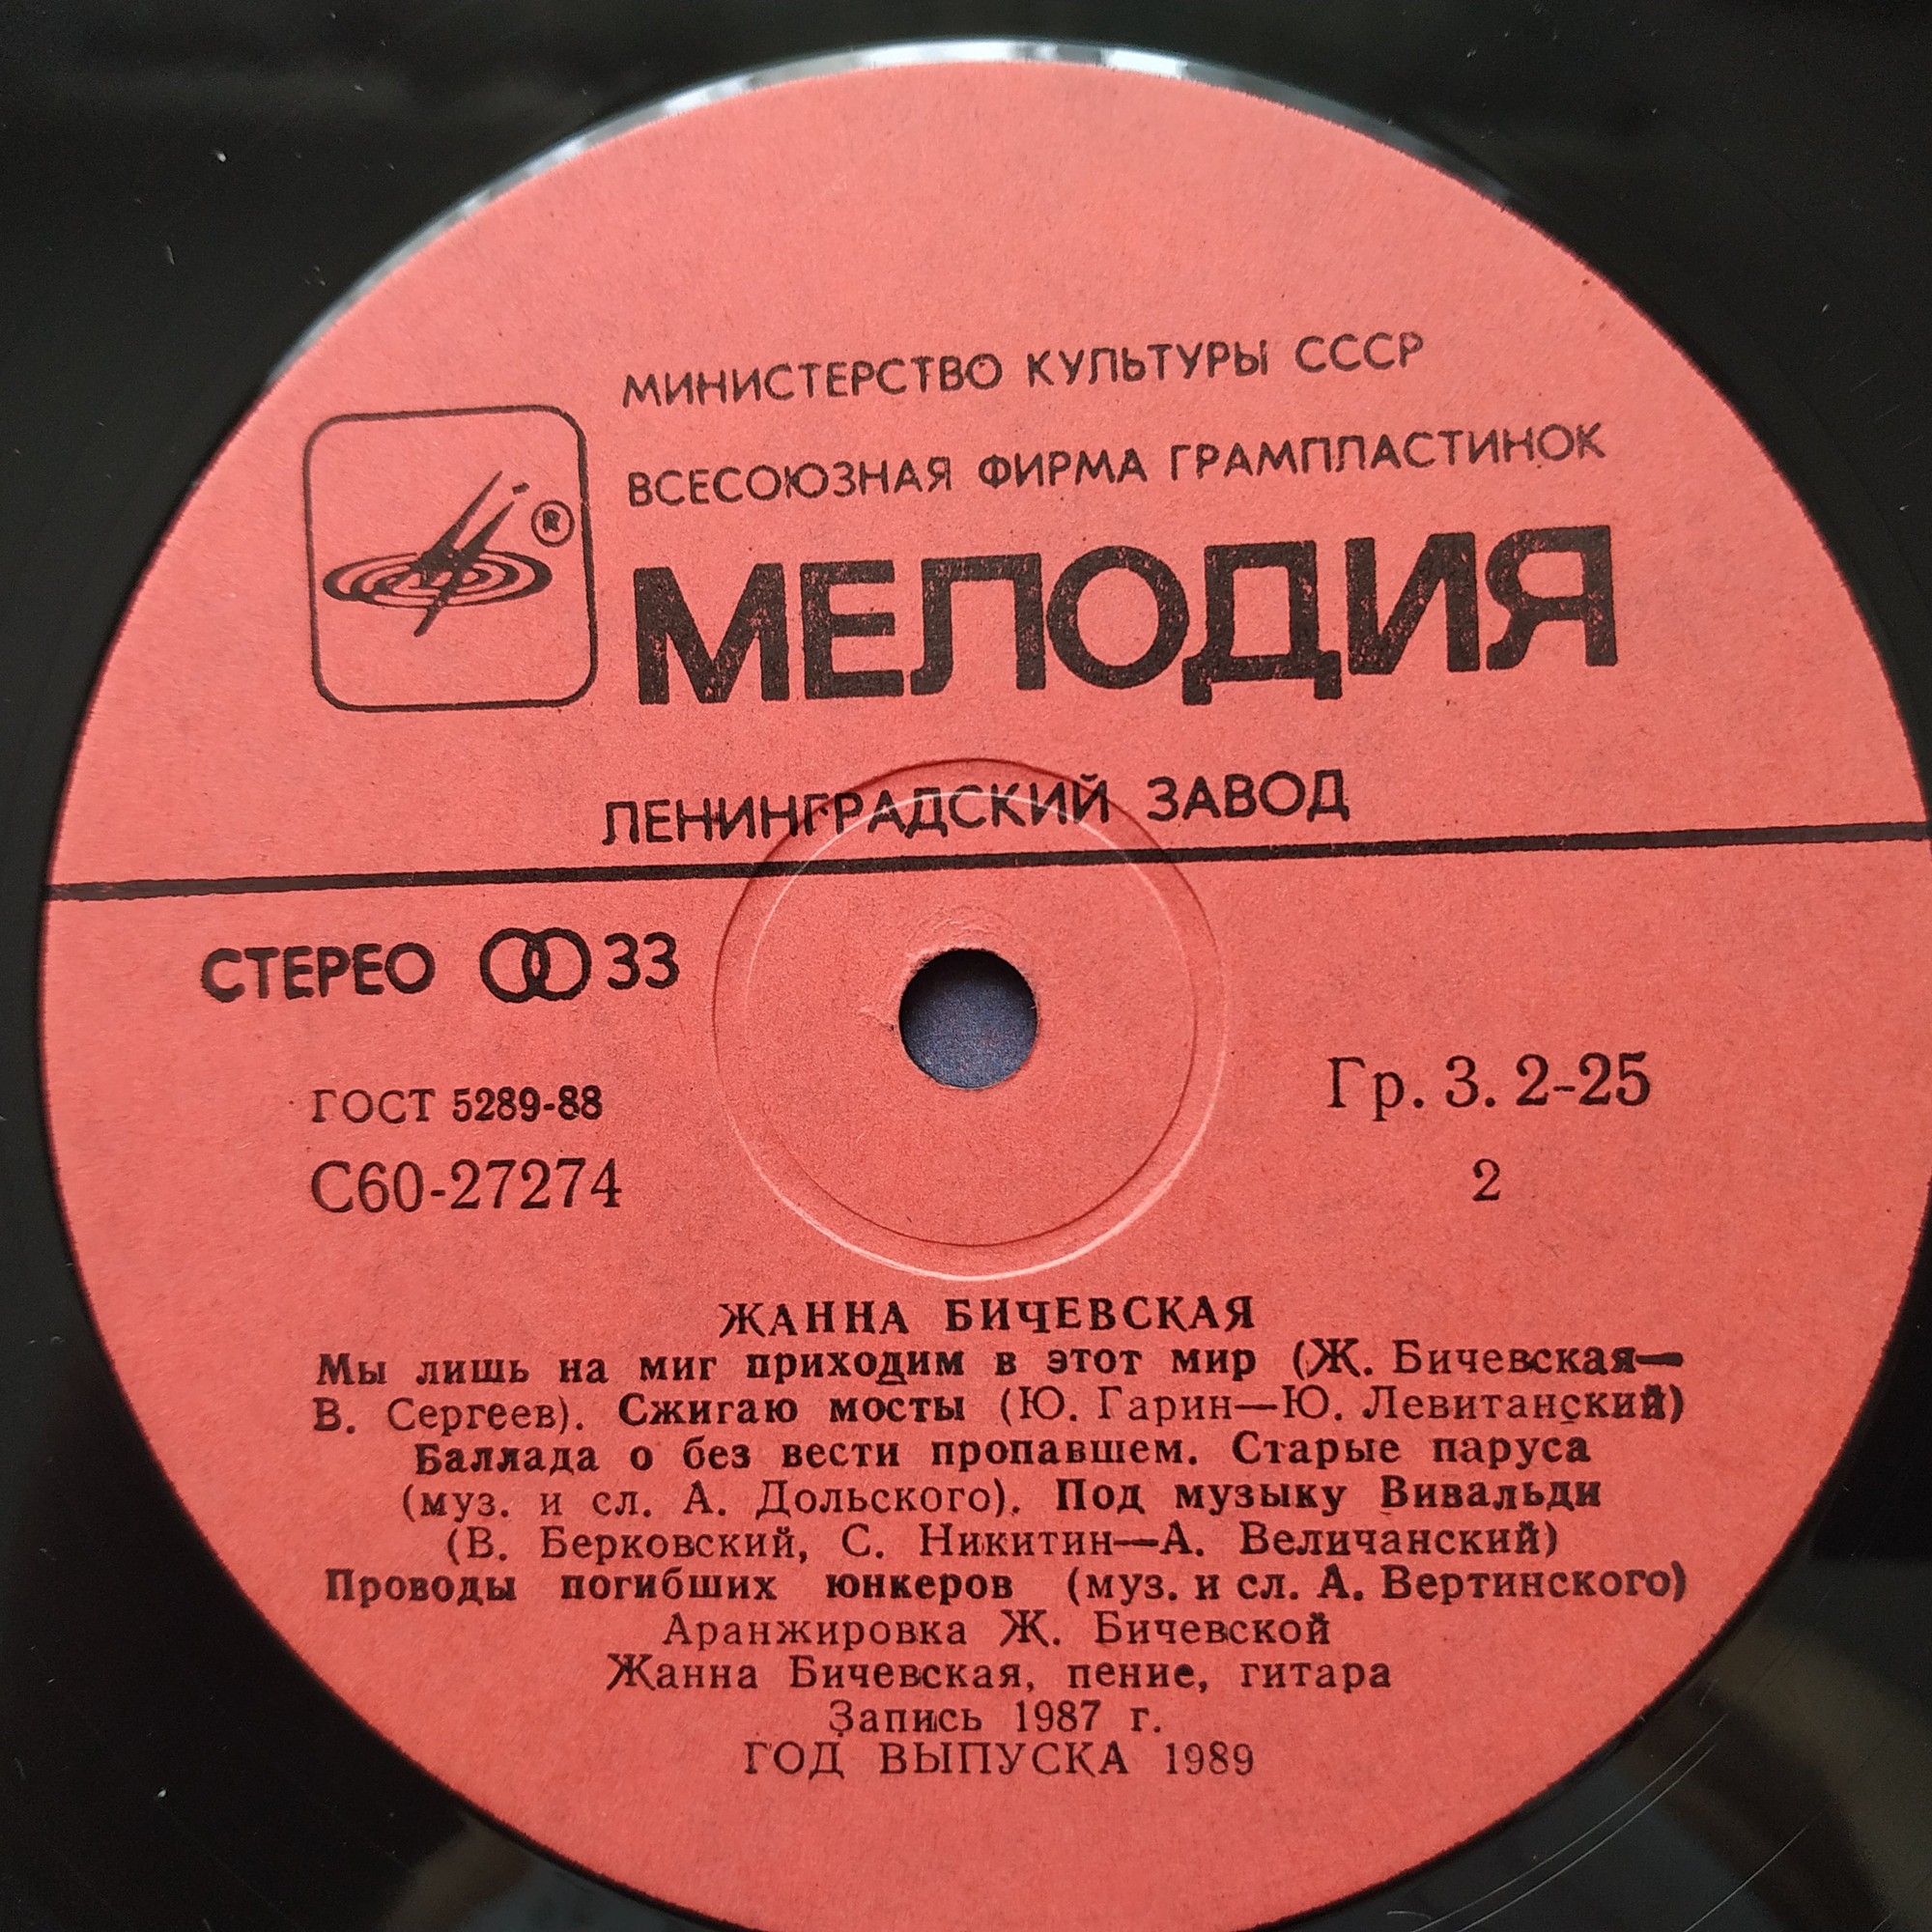 МИНИСТЕРСТВО КУЛЬТУРЫ СССР
ВСЕСОЮЗНАЯ ФИРМА ГРАМПЛАСТИНОК
®
МЕЛОДИЯ
ЛЕНИНГРАДСКИЙ ЗАВОД
СТЕРЕО 33
ГОСТ 5289-88
Гр. 3. 2-25
С60-27274
2
ЖАННА БИЧЕВСКАЯ
Мы лишь на миг приходим в этот мир (Ж. Бичевская—
В. Сергеев). Сжигаю мосты (Ю. Гарин—Ю. Левитанский)
Баллада о без вести пропавшем. Старые паруса
(муз. и сл. А. Дольского). Под музыку Вивальди
(В. Берковский, С. Никитин—А. Величанский)
Проводы погибших юнкеров (муз. и сл. А. Вертинского)
Аранжировка Ж. Бичевской
Жанна Бичевская, пение, гитара
Запись 1987 г.
ГОД ВЫПУСКА 1989